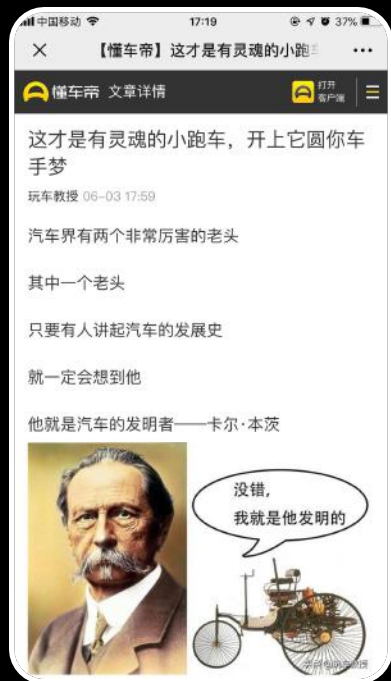 中国移动 17:19 37%
【懂车帝】这才是有灵魂的小跑
懂车帝 文章详情 打开
客户端
这才是有灵魂的小跑车，开上它圆你车
手梦
玩车教授 06-03 17:59
汽车界有两个非常厉害的老头
其中一个老头
只要有人讲起汽车的发展史
就一定会想到他
他就是汽车的发明者——卡尔·本茨
没错，
我就是他发明的